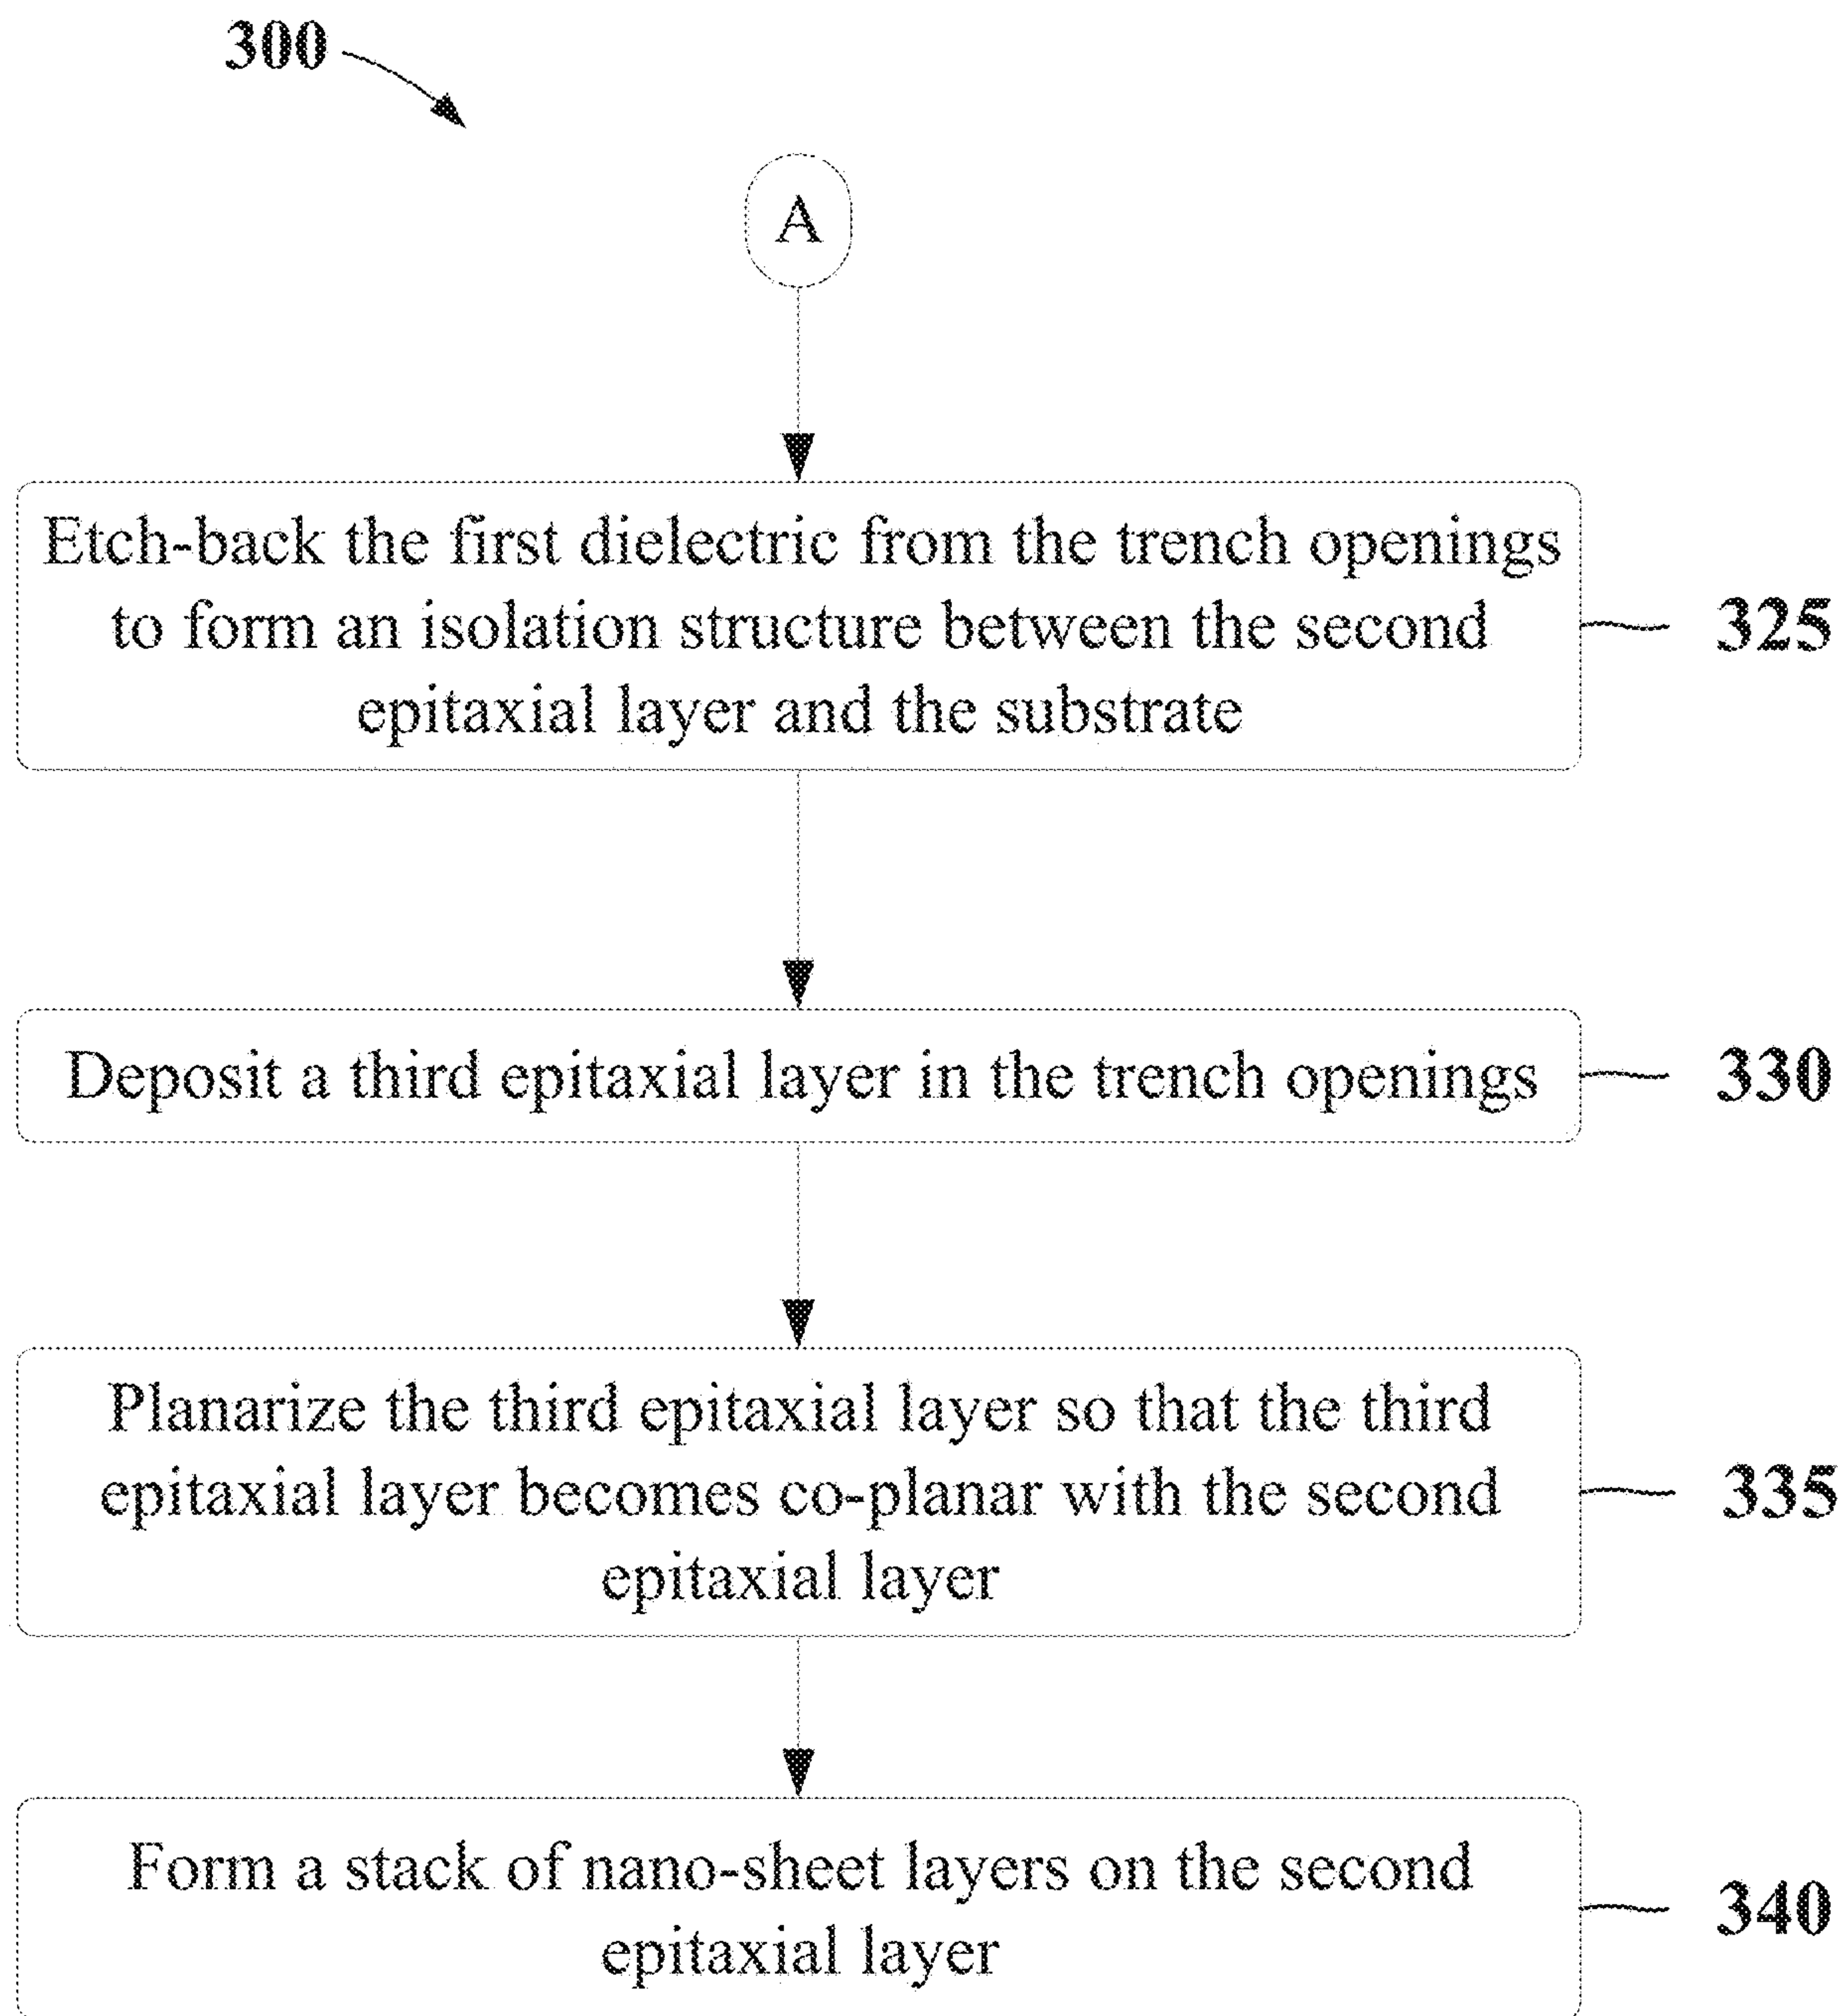 300
A
Etch-back the first dielectric from the trench openings
to form an isolation structure between the second
epitaxial layer and the substrate
325
Deposit a third epitaxial layer in the trench openings
330
Planarize the third epitaxial layer so that the third
epitaxial layer becomes co-planar with the second
epitaxial layer
335
Form a stack of nano-sheet layers on the second
epitaxial layer
340